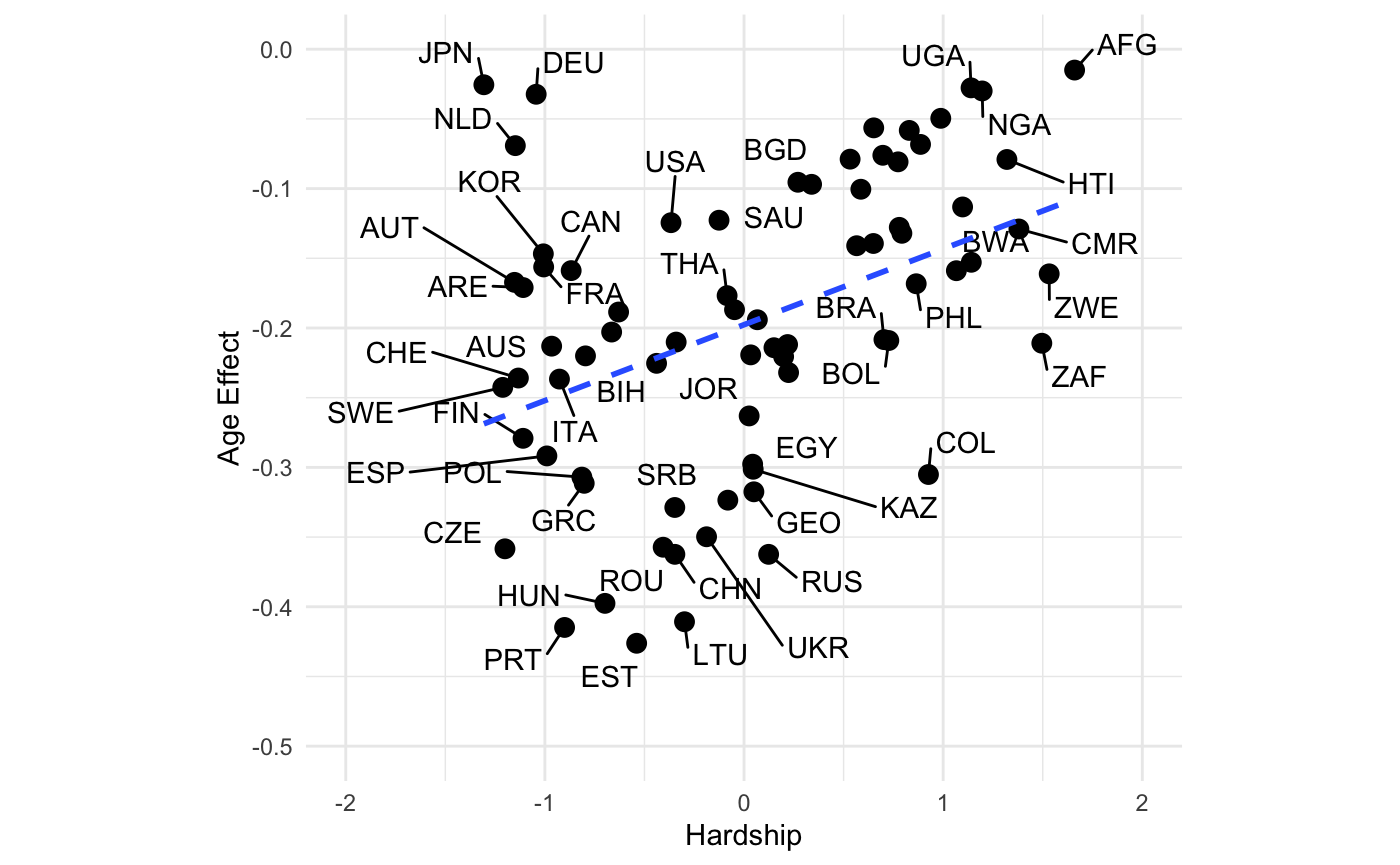 0.0
-0.1
-0.2
-0.3
-0.4
-0.5
Age Effect
JPN
DEU
UGA
AFG
NLD
NGA
BGD
USA
KOR
HTI
CAN
SAU
AUT
BWA
CMR
THA
ARE
FRA
BRA
PHL
ZWE
AUS
CHE
BOL
ZAF
BIH
JOR
SWE
FIN
ITA
COL
EGY
ESP
POL
SRB
KAZ
GRC
GEO
CZE
ROU
CHN
RUS
HUN
UKR
PRT
LTU
EST
-2
-1
0
1
2
Hardship